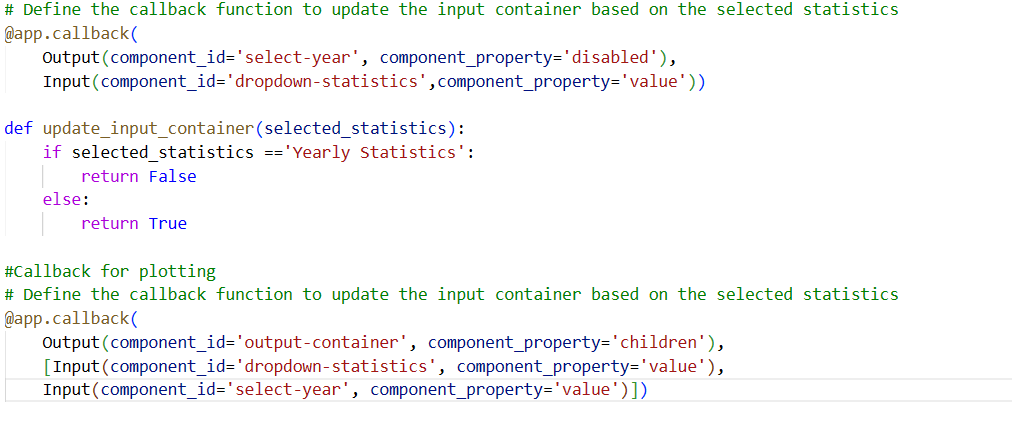 # Define the callback function to update the input container based on the selected statistics
@app.callback(
    Output(component_id='select-year', component_property='disabled'),
    Input(component_id='dropdown-statistics',component_property='value'))

def update_input_container(selected_statistics):
    if selected_statistics =='Yearly Statistics':
        return False
    else:
        return True

#Callback for plotting
# Define the callback function to update the input container based on the selected statistics
@app.callback(
    Output(component_id='output-container', component_property='children'),
    [Input(component_id='dropdown-statistics', component_property='value'),
    Input(component_id='select-year', component_property='value')])